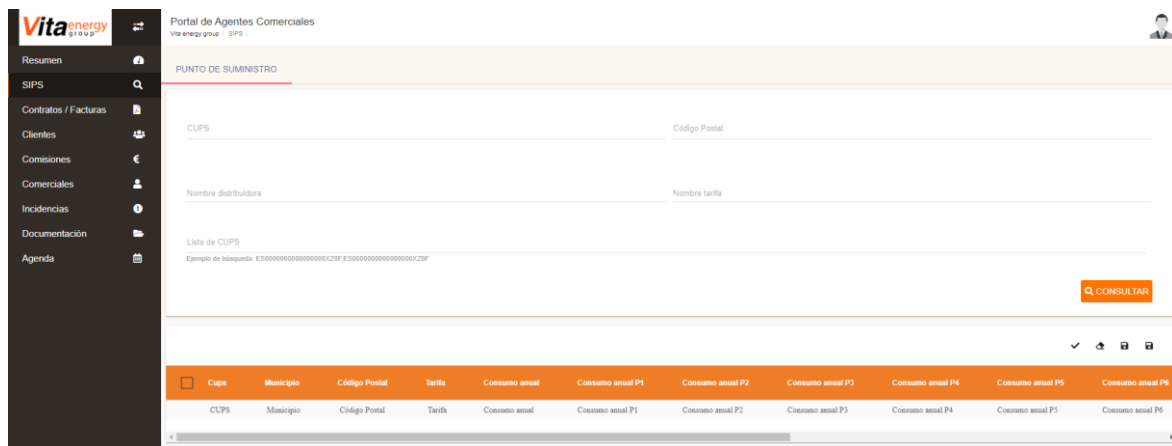 Vitaenergy
group
Portal de Agentes Comerciales
Vita energy group / SIPS
Resumen
SIPS
Contratos / Facturas
Clientes
Comisiones
Comerciales
Incidencias
Documentación
Agenda
PUNTO DE SUMINISTRO
CUPS Código Postal
Nombre distribuidora Nombre tarifa
Lista de CUPS
Ejemplo de búsqueda: ES0000000000000000XZ0F;ES0000000000000000XZ0F
CONSULTAR
Cups Municipio Código Postal Tarifa Consumo anual Consumo anual P1 Consumo anual P2 Consumo anual P3 Consumo anual P4 Consumo anual P5 Consumo anual P6
CUPS Municipio Código Postal Tarifa Consumo anual Consumo anual P1 Consumo anual P2 Consumo anual P3 Consumo anual P4 Consumo anual P5 Consumo anual P6